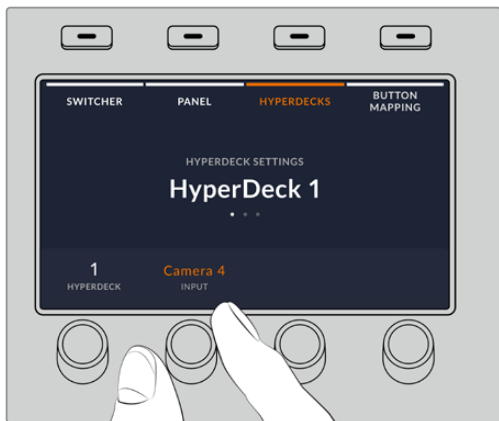 SWITCHER
PANEL
HYPERDECKS
BUTTON
MAPPING
HYPERDECK SETTINGS
HyperDeck 1
1
HYPERDECK
Camera 4
INPUT